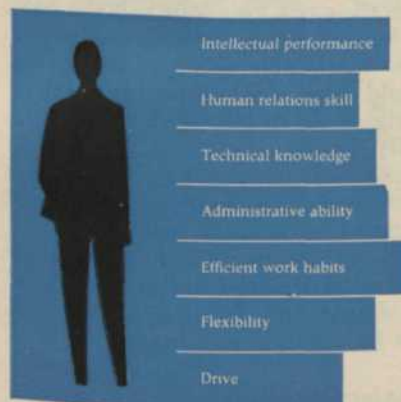 Intellectual performance
Human relations skill
Technical knowledge
Administrative ability
Efficient work habits
Flexibility
Drive